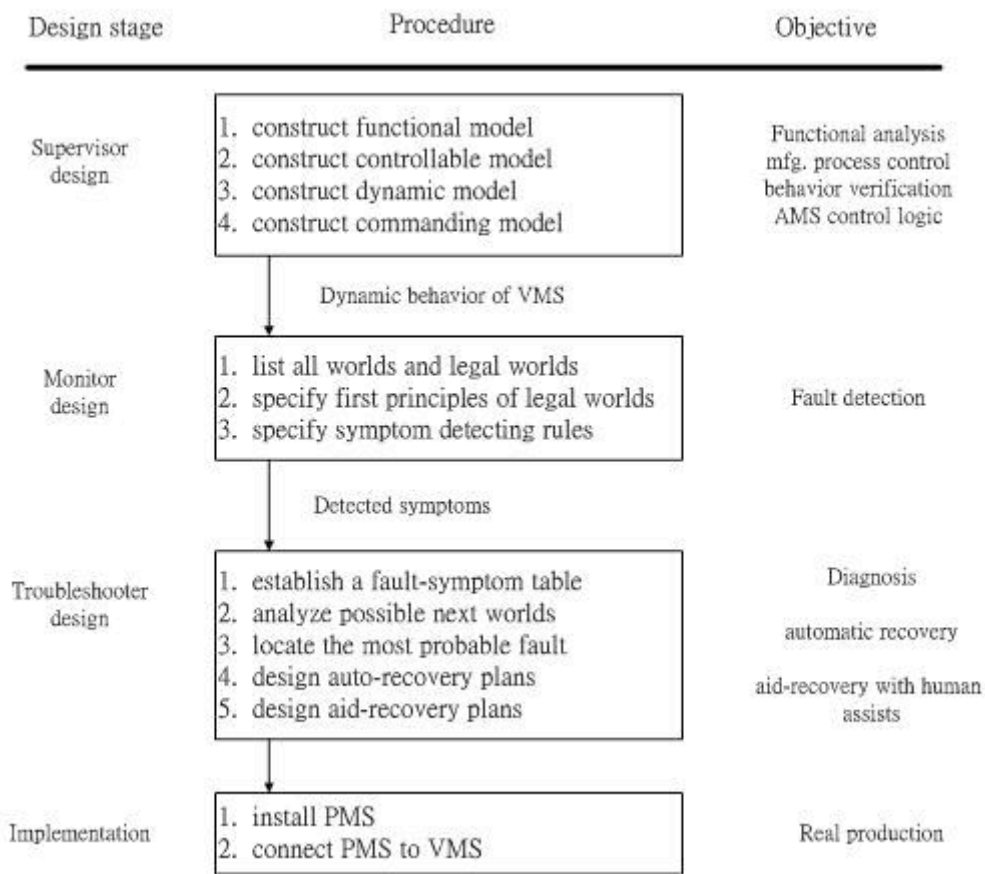 Design stage
Procedure
Objective
Supervisor
design
1. construct functional model
2. construct controllable model
3. construct dynamic model
4. construct commanding model
Functional analysis
mfg. process control
behavior verification
AMS control logic
Dynamic behavior of VMS
Monitor
design
1. list all worlds and legal worlds
2. specify first principles of legal worlds
3. specify symptom detecting rules
Fault detection
Detected symptoms
Troubleshooter
design
1. establish a fault-symptom table
2. analyze possible next worlds
3. locate the most probable fault
4. design auto-recovery plans
5. design aid-recovery plans
Diagnosis
automatic recovery
aid-recovery with human
assists
Implementation
1. install PMS
2. connect PMS to VMS
Real production